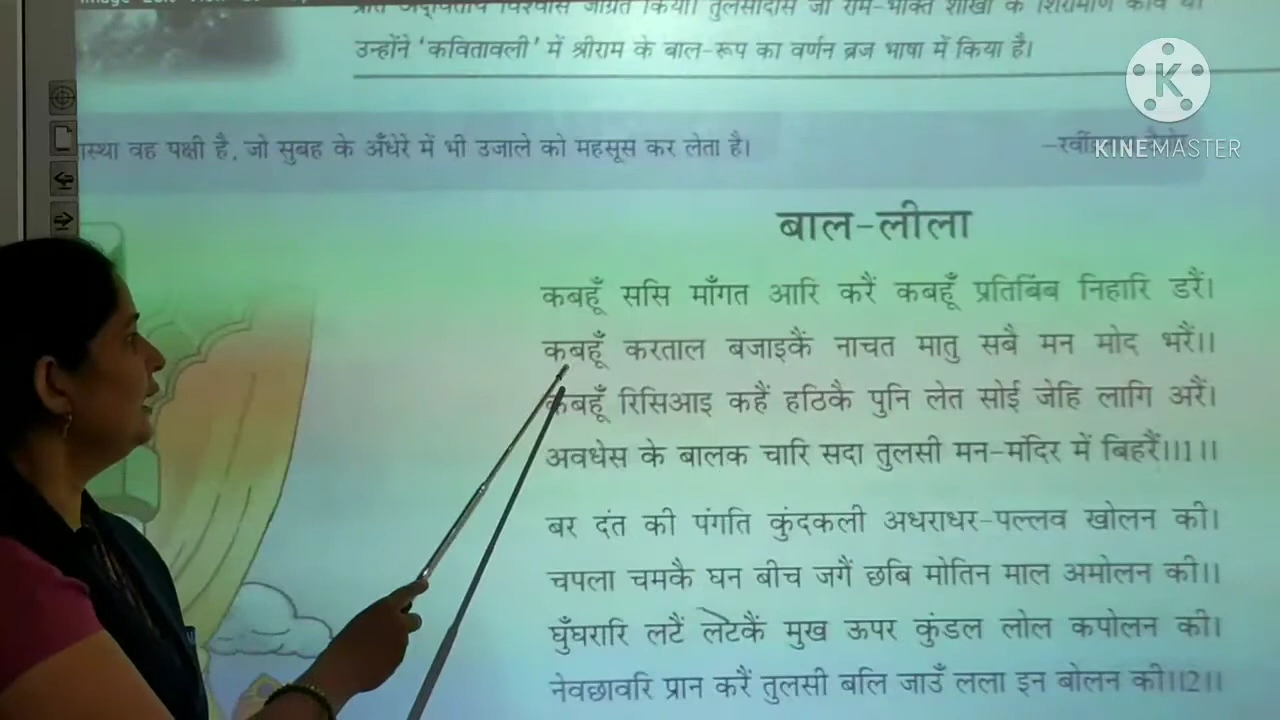 उन्होंने 'कवितावली' में श्रीराम के बाल-रूप का वर्णन ब्रज भाषा में किया है।
वह पक्षी है, जो सुबह के अँधेरे में भी उजाले को महसूस कर लेता है।
KINEMASTER
बाल-लीला
कबहूँ ससि माँगत आरि करैं कबहूँ प्रतिबिंब निहारि डरैं।
कबहूँ करताल बजाइकैं नाचत मातु सबै मन मोद भरैं।।
कबहूँ रिसिआइ कहैं हठिकै पुनि लेत सोई जेहि लागि अरैं।
अवधेस के बालक चारि सदा तुलसी मन-मंदिर में बिहरैं।।1।।
बर दंत की पंगति कुंदकली अधराधर-पल्लव खोलन की।
चपला चमकै घन बीच जगैं छबि मोतिन माल अमोलन की।।
घुँघरारि लटैं लटैकैं मुख ऊपर कुंडल लोल कपोलन की।
नेवछावरि प्रान करैं तुलसी बलि जाउँ लला इन बोलन की।।2।।